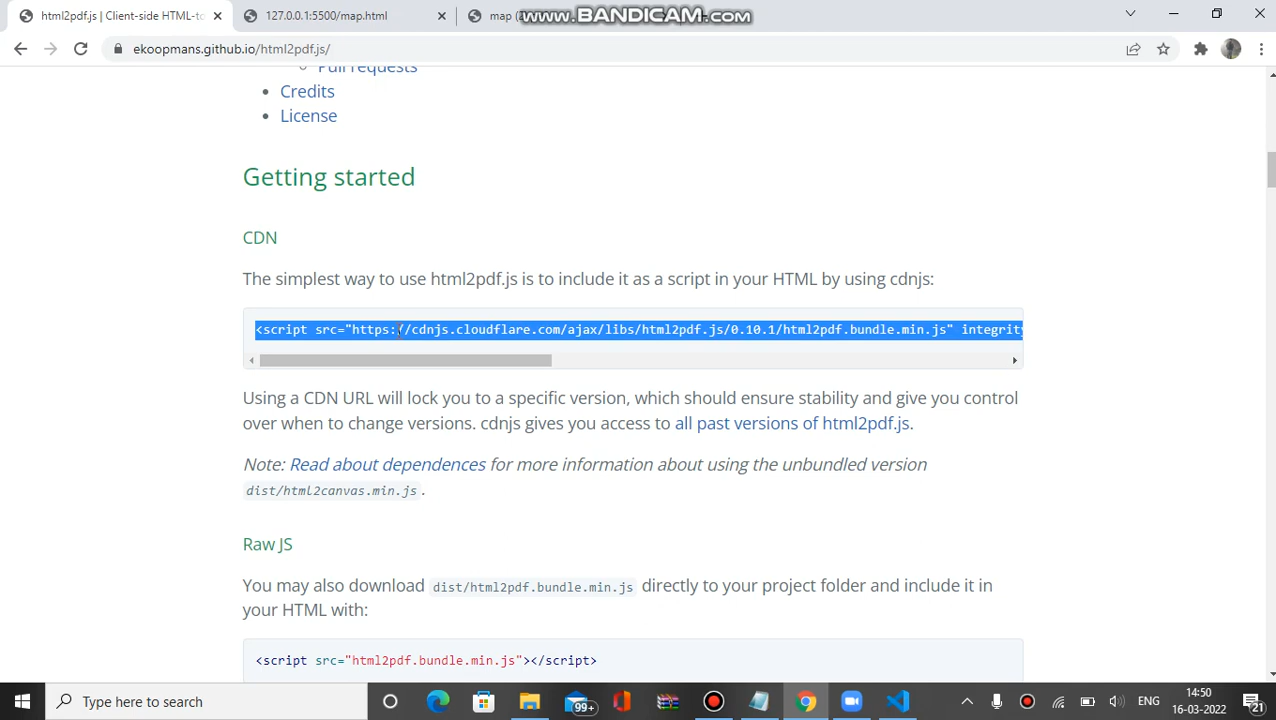 html2pdf.js | Client-side HTML-to
127.0.0.1:5500/map.html
map (
www.BANDICAM.com
ekoopmans.github.io/html2pdf.js/
Pull requests
Credits
License
Getting started
CDN
The simplest way to use html2pdf.js is to include it as a script in your HTML by using cdnjs:
<script src="https://cdnjs.cloudflare.com/ajax/libs/html2pdf.js/0.10.1/html2pdf.bundle.min.js" integrity
Using a CDN URL will lock you to a specific version, which should ensure stability and give you control
over when to change versions. cdnjs gives you access to all past versions of html2pdf.js.
Note: Read about dependences for more information about using the unbundled version
dist/html2canvas.min.js.
Raw JS
You may also download dist/html2pdf.bundle.min.js directly to your project folder and include it in
your HTML with:
<script src="html2pdf.bundle.min.js"></script>
Type here to search
99+
ENG
14:50
16-03-2022
21